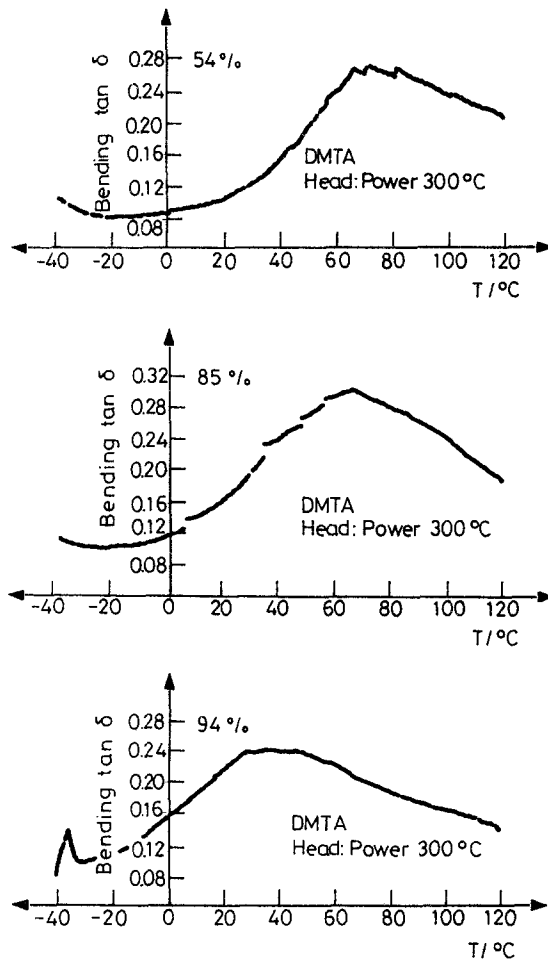 Bending tan δ
54 %
0.28
0.24
0.20
0.16
0.12
0.08
DMTA
Head: Power 300 °C
-40 -20 0 20 40 60 80 100 120
T / °C
Bending tan δ
85 %
0.32
0.28
0.24
0.20
0.16
0.12
0.08
DMTA
Head: Power 300 °C
-40 -20 0 20 40 60 80 100 120
T / °C
Bending tan δ
94 %
0.28
0.24
0.20
0.16
0.12
0.08
DMTA
Head: Power 300 °C
-40 -20 0 20 40 60 80 100 120
T / °C